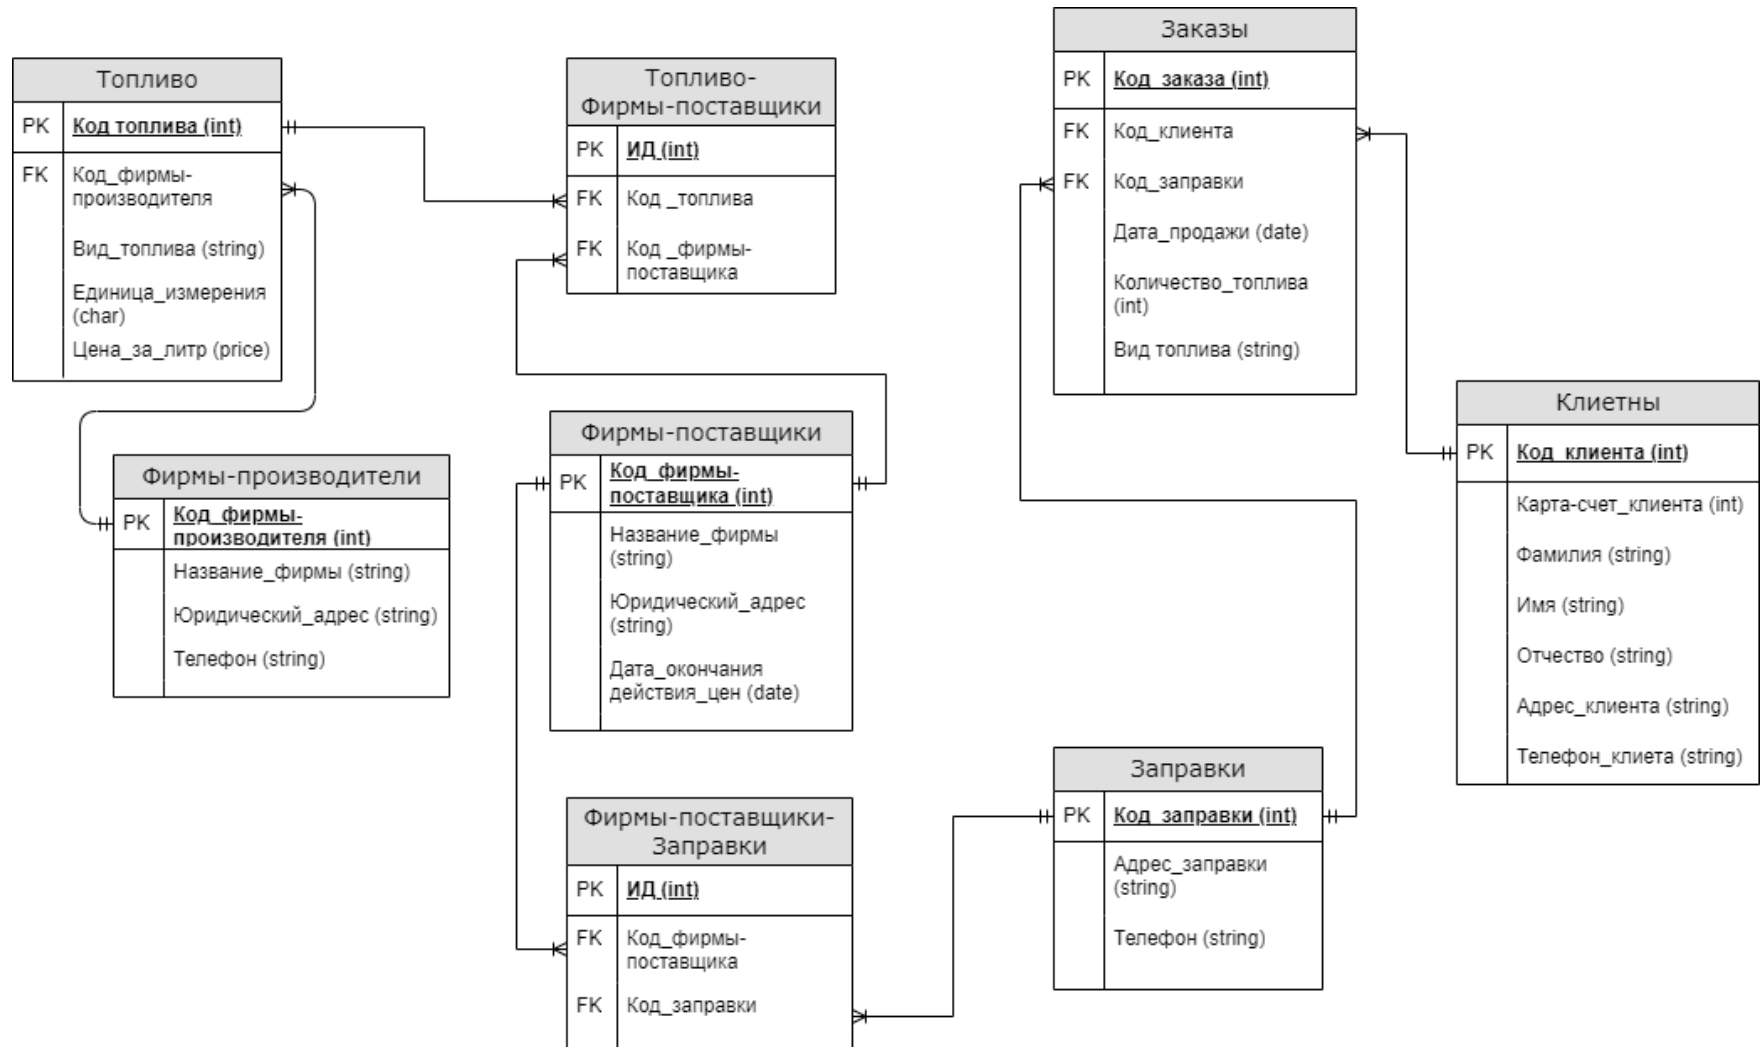 Топливо
PK Код топлива (int)
FK Код_фирмы-
производителя
Вид_топлива (string)
Единица_измерения
(char)
Цена_за_литр (price)
Топливо-
Фирмы-поставщики
PK ИД (int)
FK Код _топлива
FK Код _фирмы-
поставщика
Заказы
PK Код_заказа (int)
FK Код_клиента
FK Код_заправки
Дата_продажи (date)
Количество_топлива
(int)
Вид топлива (string)
Клиетны
PK Код_клиента (int)
Карта-счет_клиента (int)
Фамилия (string)
Имя (string)
Отчество (string)
Адрес_клиента (string)
Телефон_клиета (string)
Фирмы-производители
PK Код_фирмы-
производителя (int)
Название_фирмы (string)
Юридический_адрес (string)
Телефон (string)
Фирмы-поставщики
PK Код_фирмы-
поставщика (int)
Название_фирмы
(string)
Юридический_адрес
(string)
Дата_окончания
действия_цен (date)
Фирмы-поставщики-
Заправки
PK ИД (int)
FK Код_фирмы-
поставщика
FK Код_заправки
Заправки
PK Код_заправки (int)
Адрес_заправки
(string)
Телефон (string)